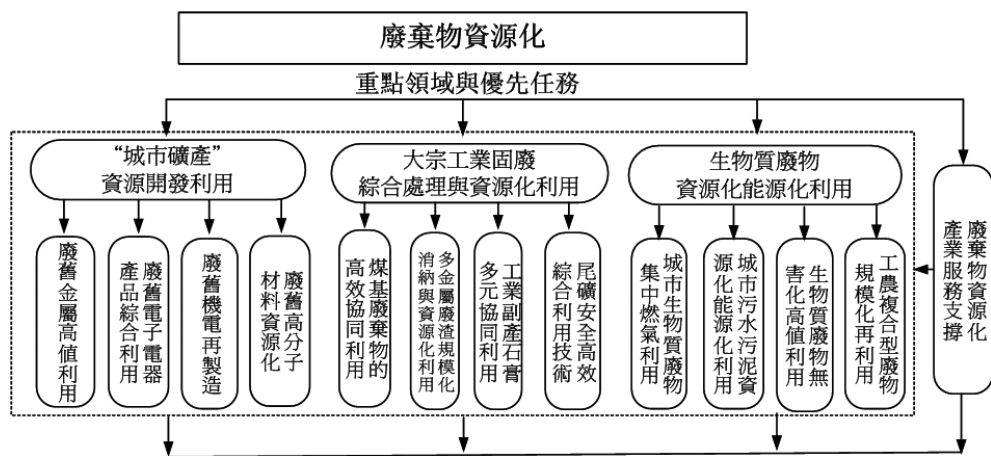 廢棄物資源化
重點領域與優先任務
“城市礦產”
資源開發利用
大宗工業固廢
綜合處理與資源化利用
生物質廢物
資源化能源化利用
廢舊金屬高值利用
廢舊電子電器
產品綜合利用
廢舊機電再製造
廢舊高分子
材料資源化
煤基廢棄物的
高效協同利用
多金屬廢渣規模化
消納與資源化利用
工業副產石膏
多元協同利用
尾礦安全高效
綜合利用技術
城市生物質廢物
集中燃氣利用
城市污水污泥資
源化能源化利用
生物質廢物無
害化高值利用
工農複合型廢物
規模化再利用
廢棄物資源化
產業服務支撐